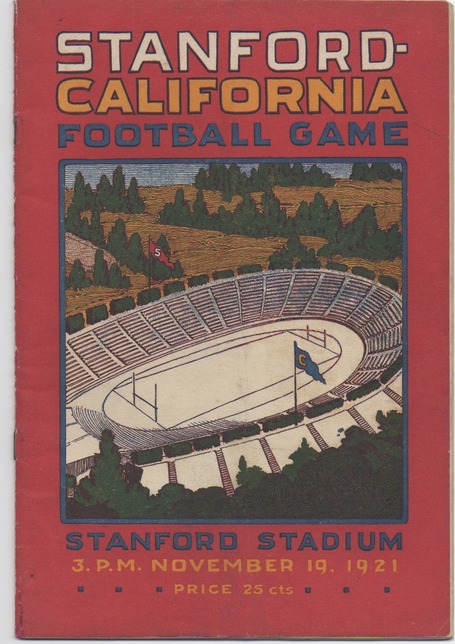 STANFORD-
CALIFORNIA
FOOTBALL GAME
S
C
STANFORD STADIUM
3. P.M. NOVEMBER 19, 1921
PRICE 25 cts